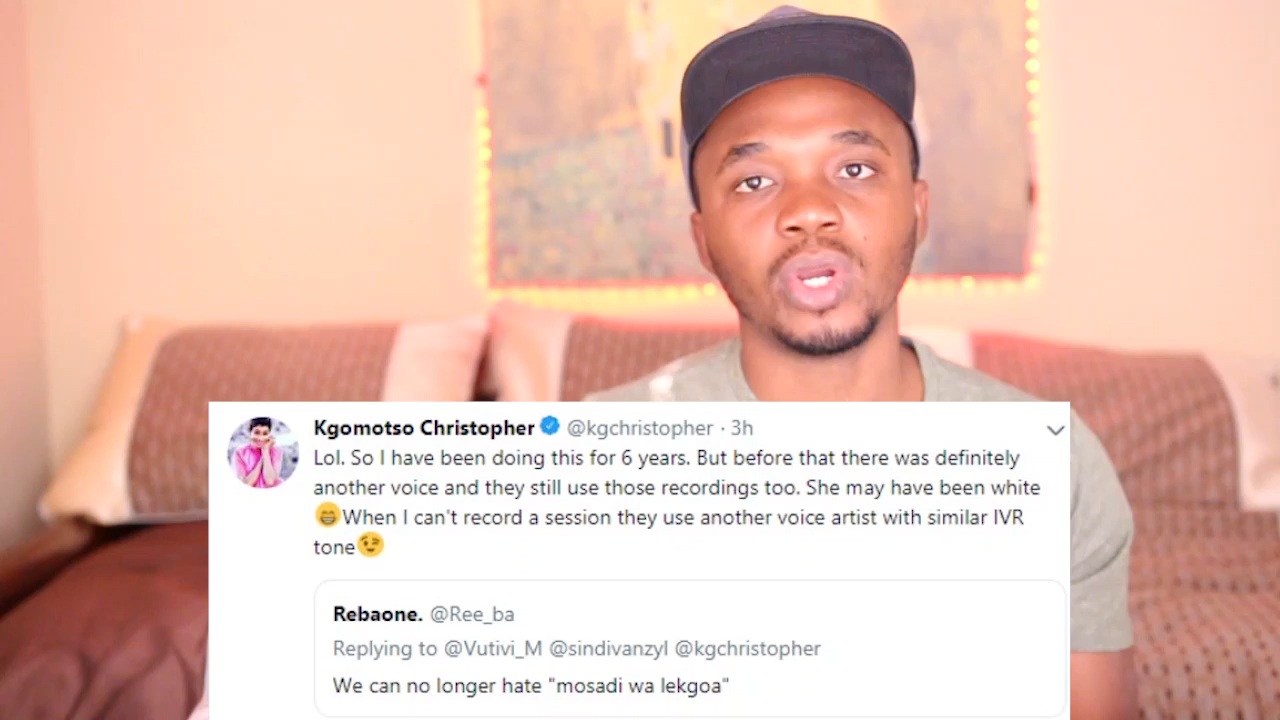 Kgomotso Christopher @kgchristopher · 3h
Lol. So I have been doing this for 6 years. But before that there was definitely
another voice and they still use those recordings too. She may have been white
😁When I can't record a session they use another voice artist with similar IVR
tone😉
Rebaone. @Ree_ba
Replying to @Vutivi_M @sindivanzyl @kgchristopher
We can no longer hate "mosadi wa lekgoa"